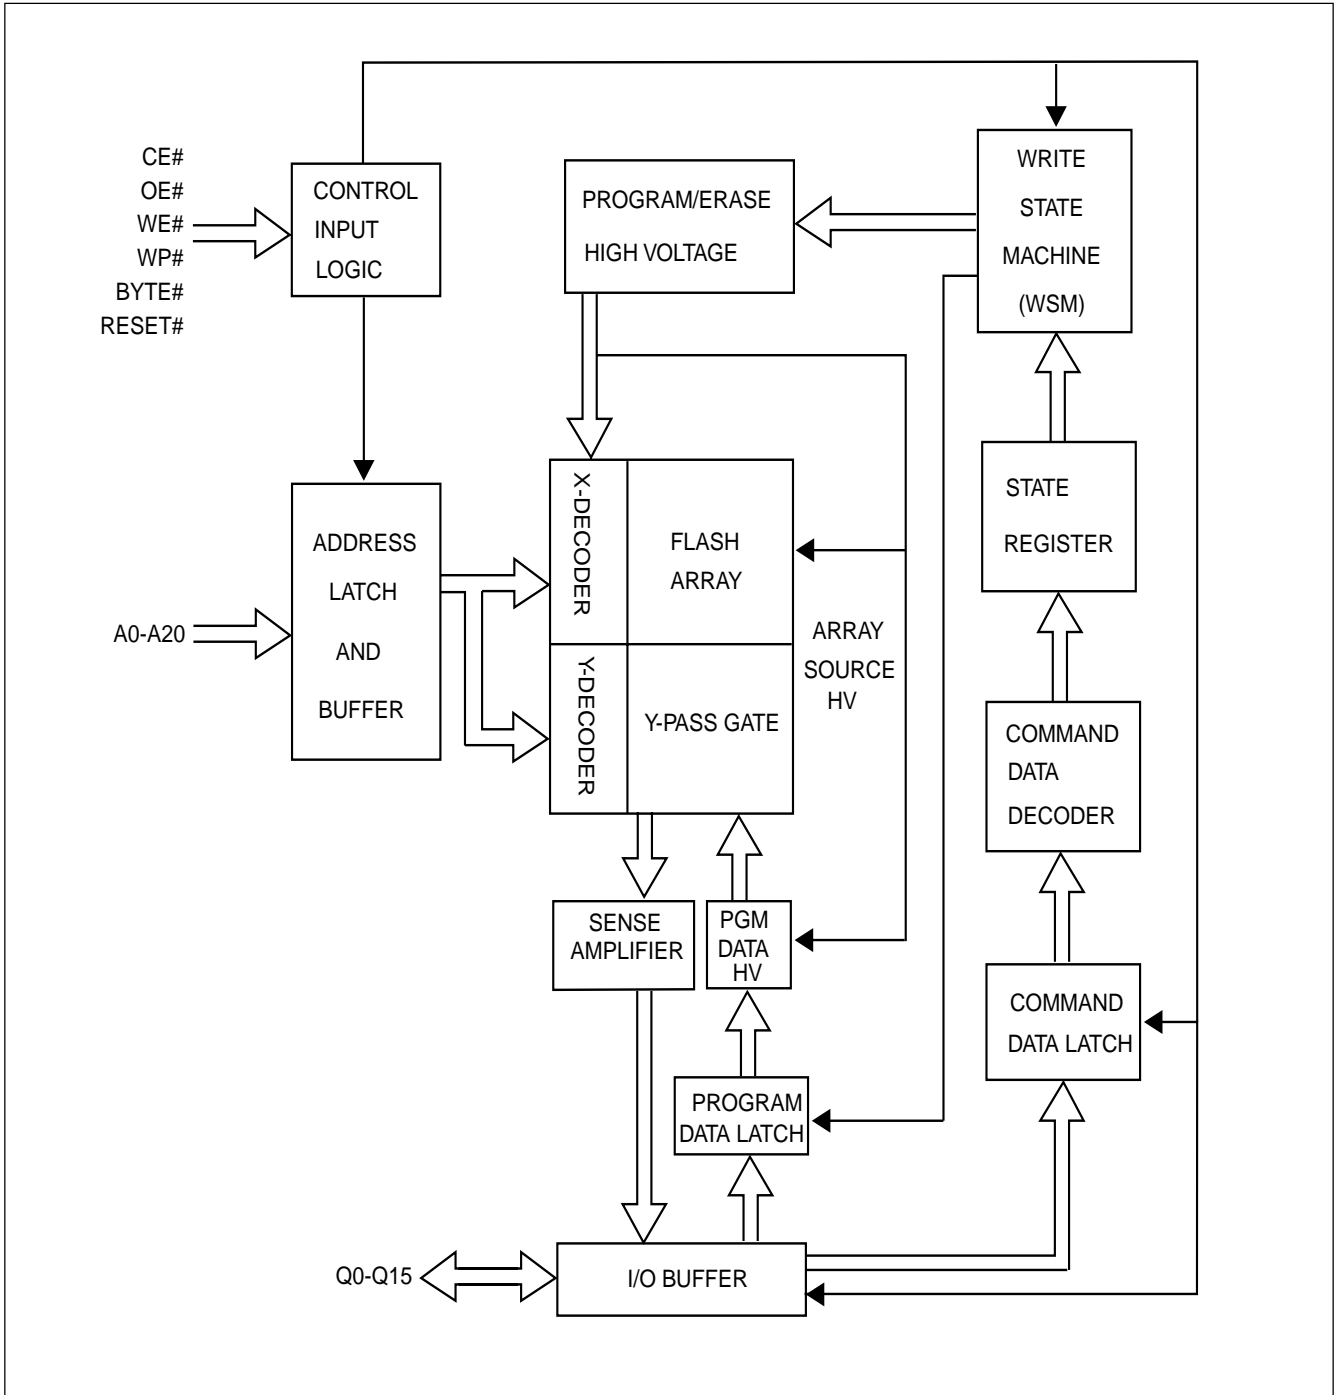 CE#
OE#
WE#
WP#
BYTE#
RESET#
CONTROL
INPUT
LOGIC
PROGRAM/ERASE
HIGH VOLTAGE
WRITE
STATE
MACHINE
(WSM)
A0-A20
ADDRESS
LATCH
AND
BUFFER
X-DECODER
FLASH
ARRAY
Y-DECODER
Y-PASS GATE
ARRAY
SOURCE
HV
STATE
REGISTER
COMMAND
DATA
DECODER
SENSE
AMPLIFIER
PGM
DATA
HV
COMMAND
DATA LATCH
PROGRAM
DATA LATCH
Q0-Q15
I/O BUFFER